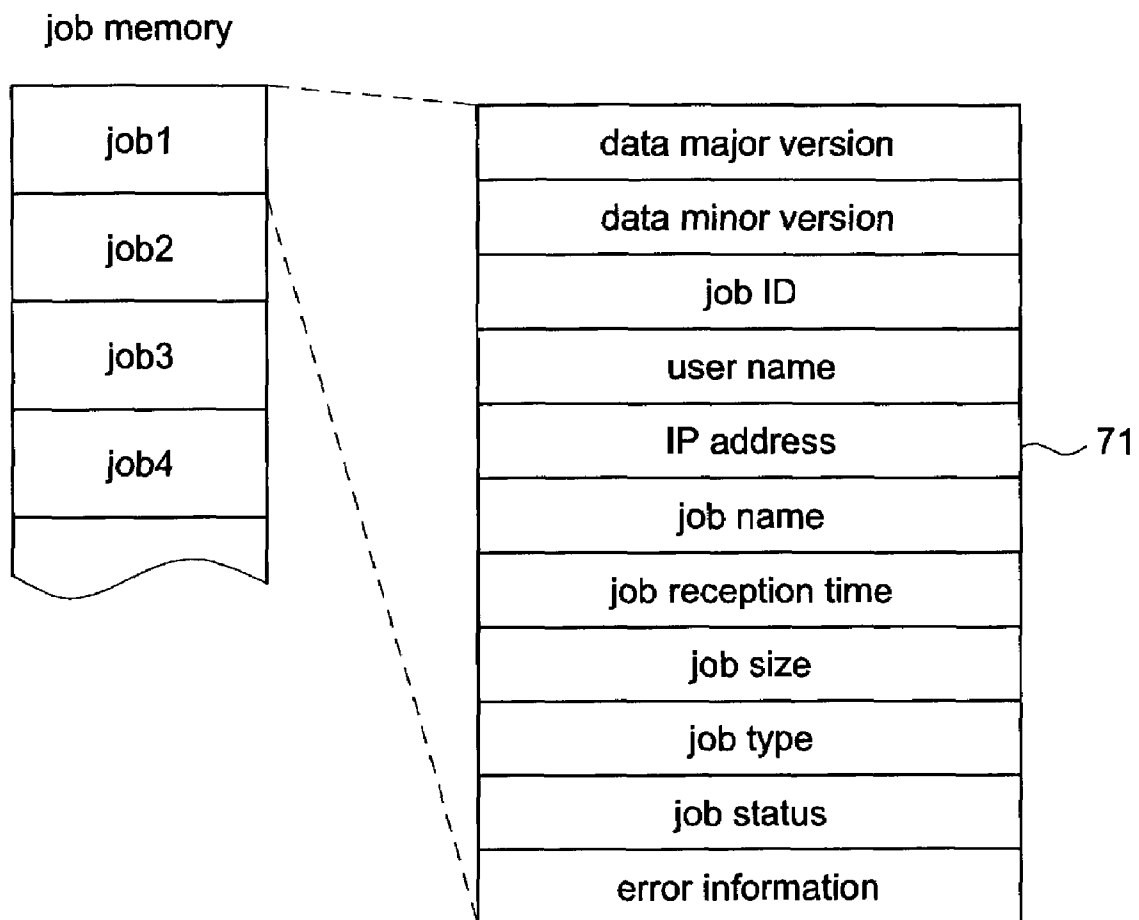 job memory
job1
job2
job3
job4
data major version
data minor version
job ID
user name
IP address
71
job name
job reception time
job size
job type
job status
error information